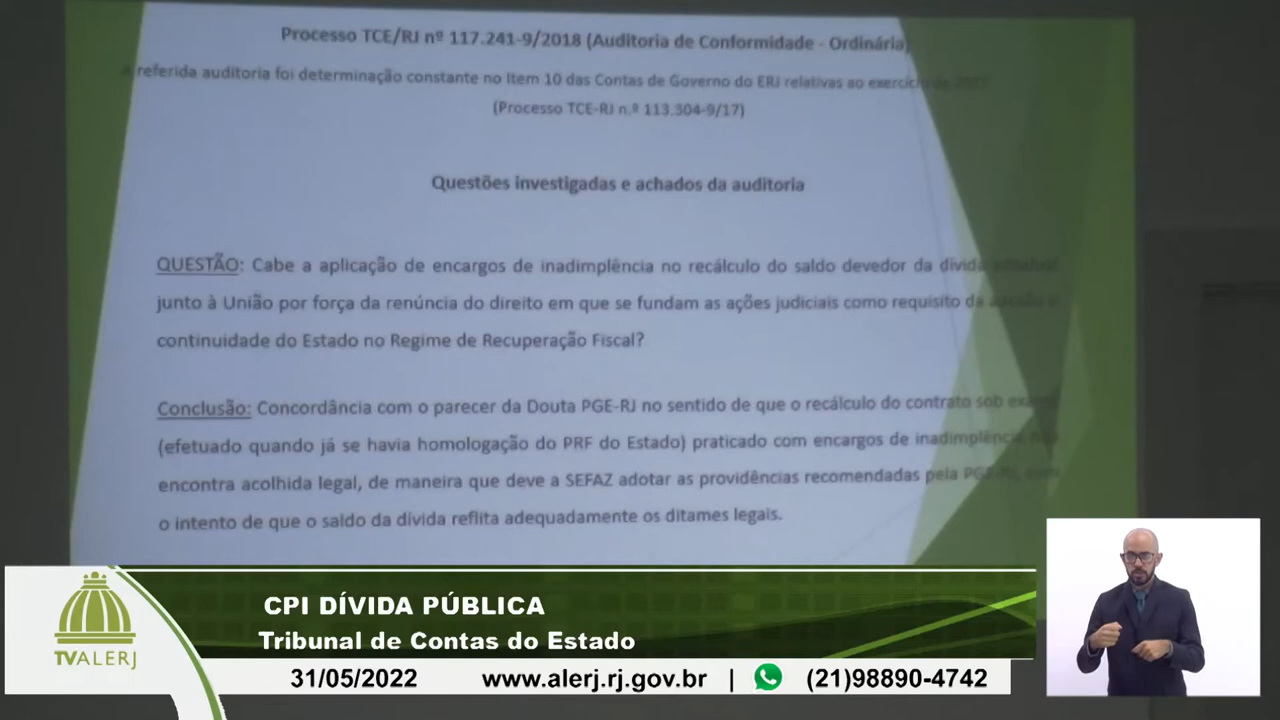 Processo TCE/RJ nº 117.241-9/2018 (Auditoria de Conformidade - Ordinária)
A referida auditoria foi determinação constante no Item 10 das Contas de Governo do ERJ relativas ao exercício de
(Processo TCE-RJ n.º 113.304-9/17)
Questões investigadas e achados da auditoria
QUESTÃO: Cabe a aplicação de encargos de inadimplência no recálculo do saldo devedor da dívida
junto à União por força da renúncia do direito em que se fundam as ações judiciais como requisito da
continuidade do Estado no Regime de Recuperação Fiscal?
Conclusão: Concordância com o parecer da Douta PGE-RJ no sentido de que o recálculo do contrato sob
(efetuado quando já se havia homologação do PRF do Estado) praticado com encargos de inadimplência
encontra acolhida legal, de maneira que deve a SEFAZ adotar as providências recomendadas pela
o intento de que o saldo da dívida reflita adequadamente os ditames legais.
CPI DÍVIDA PÚBLICA
Tribunal de Contas do Estado
TVALERJ
31/05/2022 www.alerj.rj.gov.br | (21)98890-4742